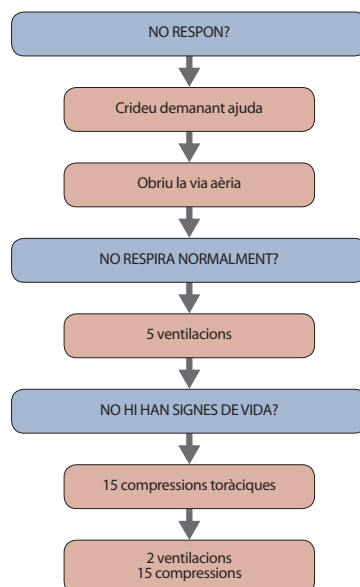 NO RESPON?
Crideu demanant ajuda
Obriu la via aèria
NO RESPIRA NORMALMENT?
5 ventilacions
NO HI HAN SIGNES DE VIDA?
15 compressions toràciques
2 ventilacions
15 compressions